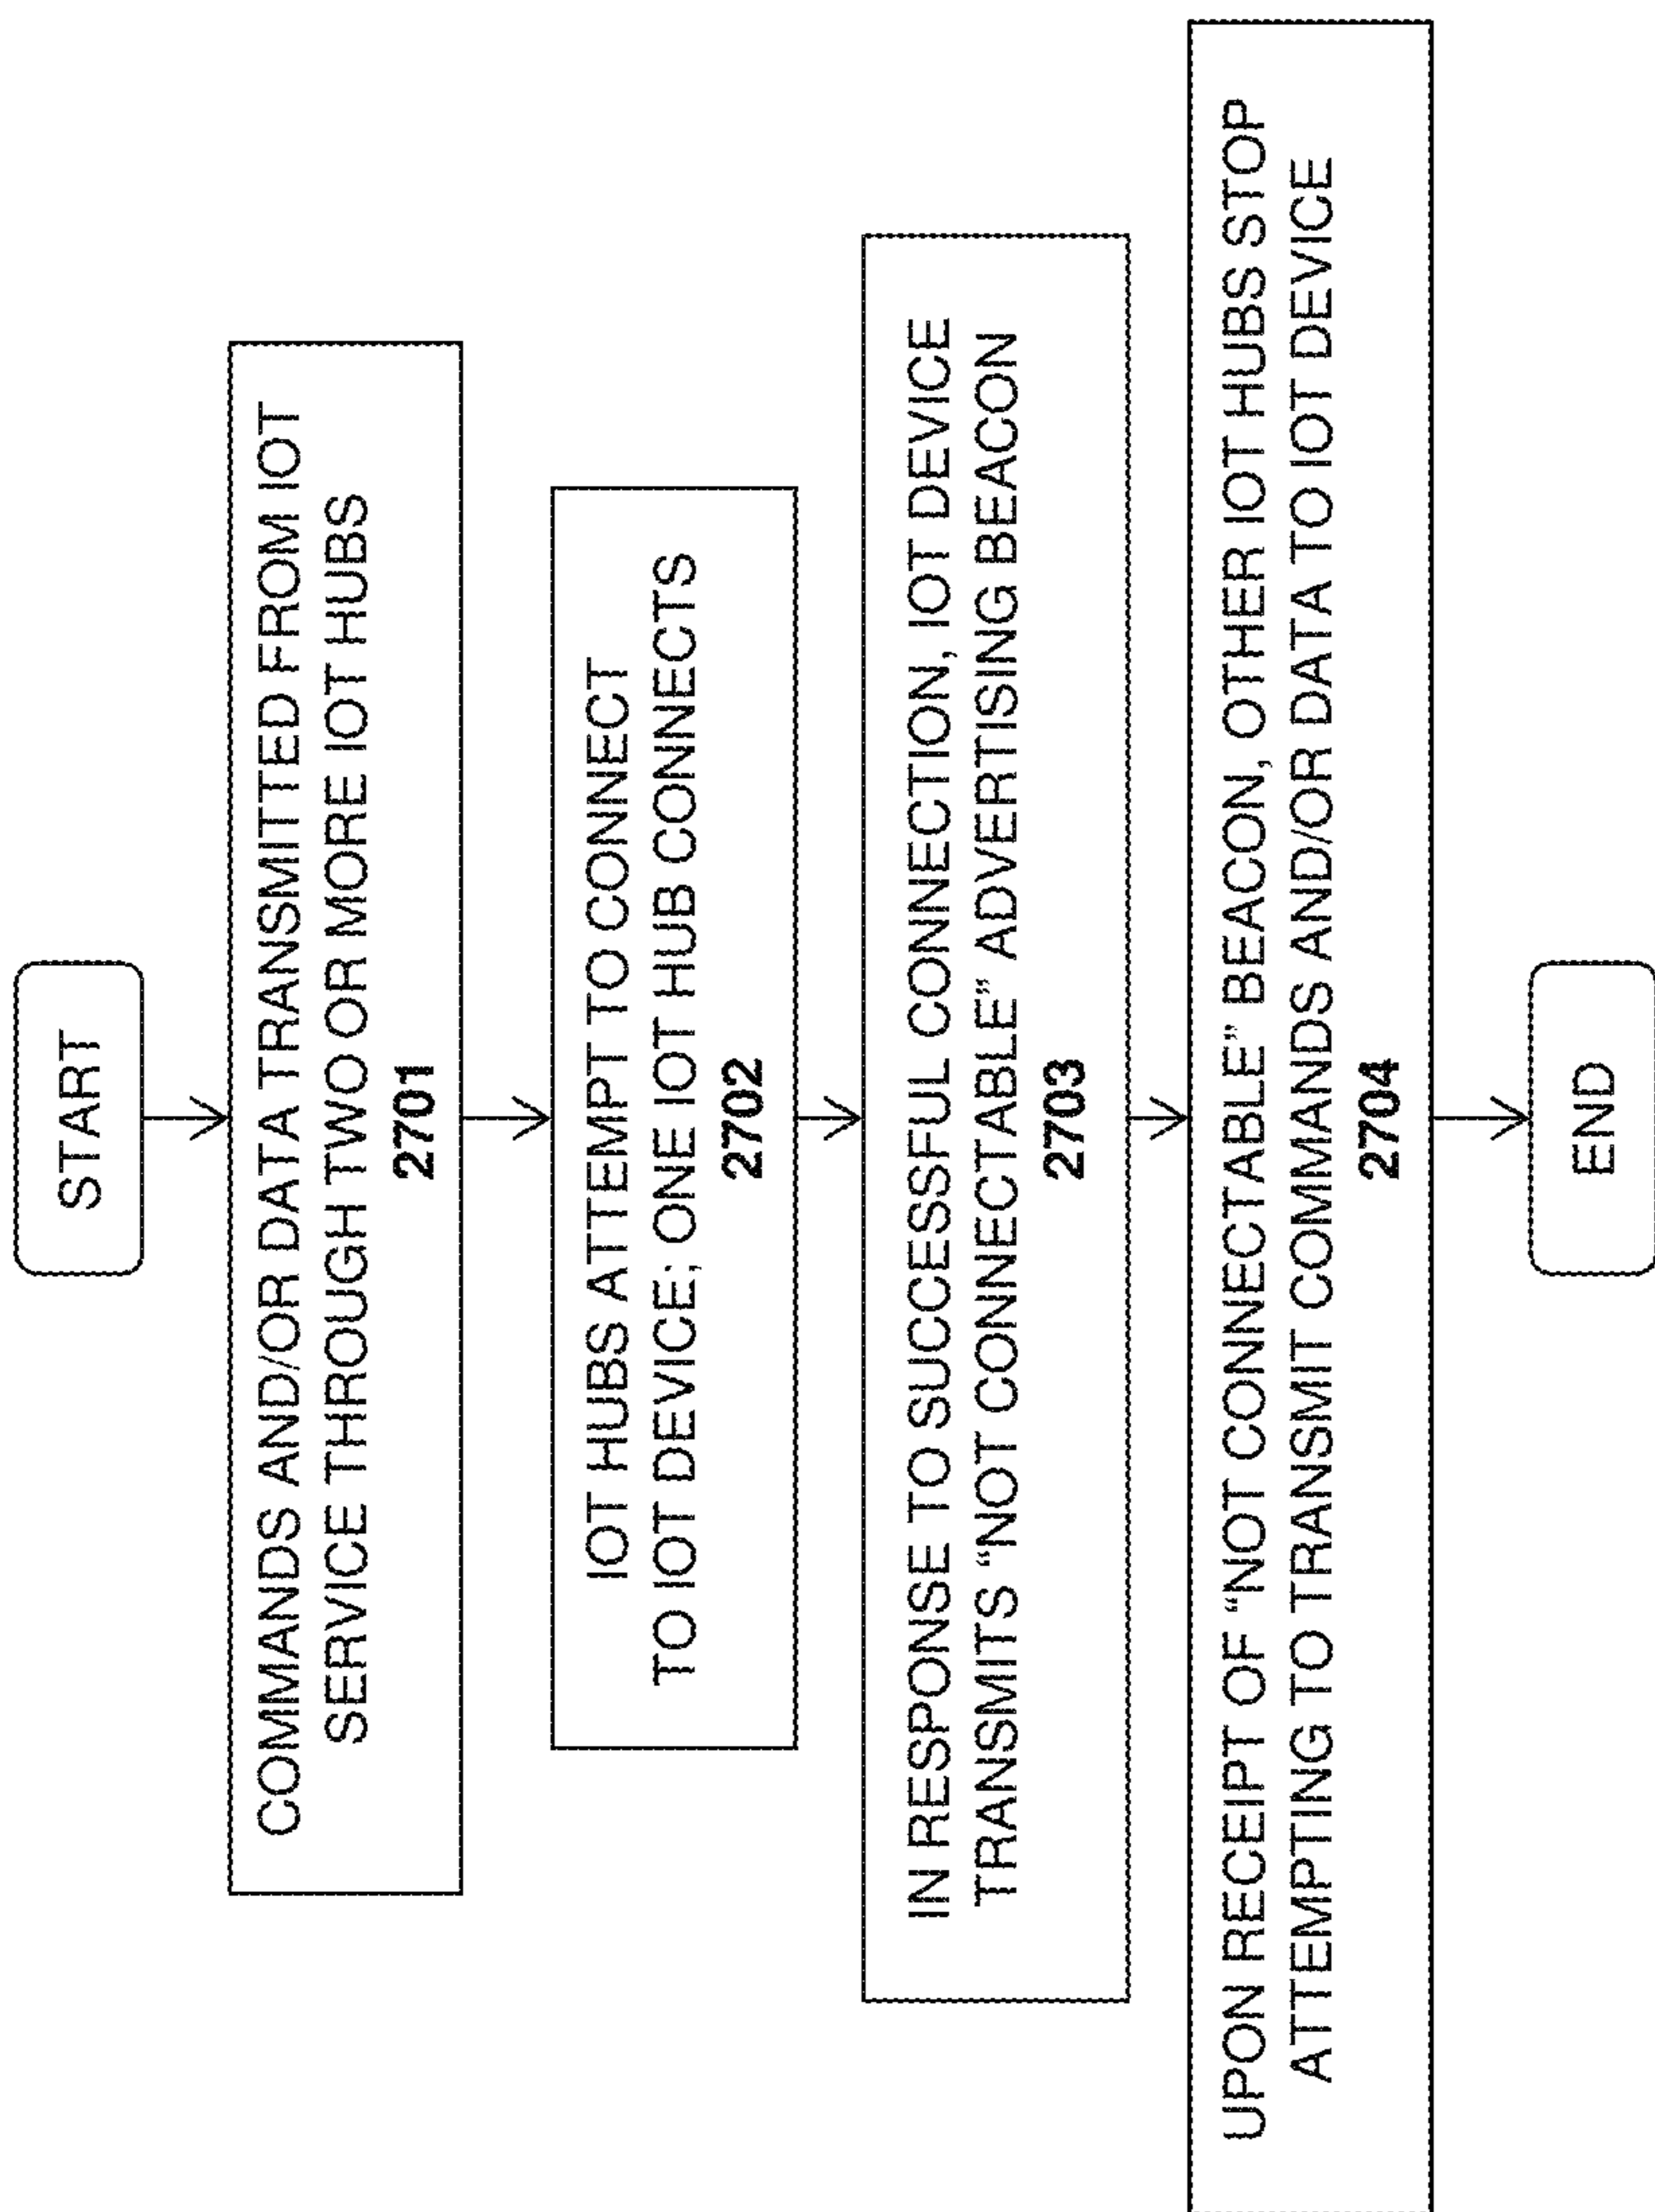 START
COMMANDS AND/OR DATA TRANSMITTED FROM IOT
SERVICE THROUGH TWO OR MORE IOT HUBS
2701
IOT HUBS ATTEMPT TO CONNECT
TO IOT DEVICE; ONE IOT HUB CONNECTS
2702
IN RESPONSE TO SUCCESSFUL CONNECTION, IOT DEVICE
TRANSMITS “NOT CONNECTABLE” ADVERTISING BEACON
2703
UPON RECEIPT OF “NOT CONNECTABLE” BEACON, OTHER IOT HUBS STOP
ATTEMPTING TO TRANSMIT COMMANDS AND/OR DATA TO IOT DEVICE
2704
END